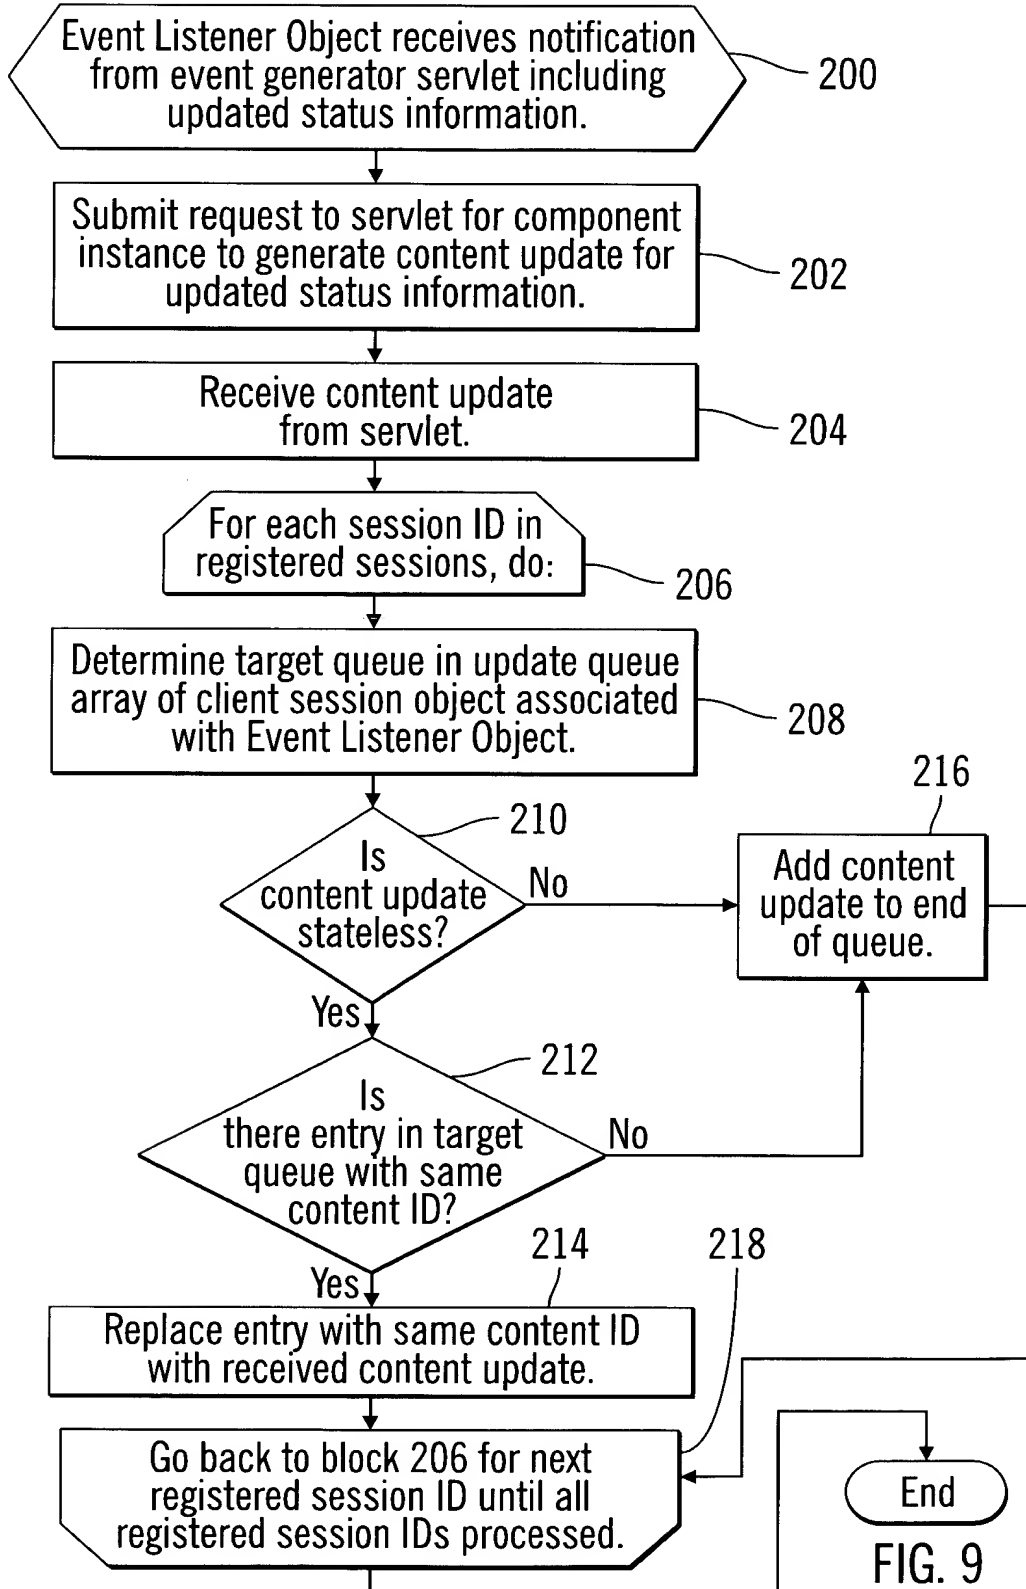 Event Listener Object receives notification
from event generator servlet including
updated status information.
200
Submit request to servlet for component
instance to generate content update for
updated status information.
202
Receive content update
from servlet.
204
For each session ID in
registered sessions, do:
206
Determine target queue in update queue
array of client session object associated
with Event Listener Object.
208
210
Is
content update
stateless?
No
Yes
216
Add content
update to end
of queue.
212
Is
there entry in target
queue with same
content ID?
No
Yes
214
Replace entry with same content ID
with received content update.
218
Go back to block 206 for next
registered session ID until all
registered session IDs processed.
End
FIG. 9